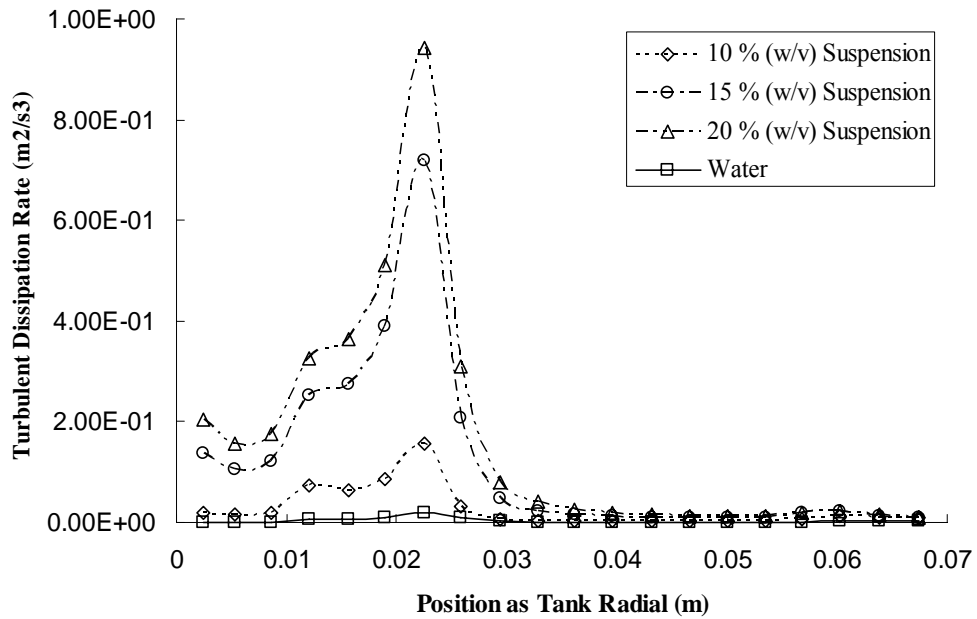 1.00E+00
8.00E-01
6.00E-01
4.00E-01
2.00E-01
0.00E+00
Turbulent Dissipation Rate (m2/s3)
10 % (w/v) Suspension
15 % (w/v) Suspension
20 % (w/v) Suspension
Water
0 0.01 0.02 0.03 0.04 0.05 0.06 0.07
Position as Tank Radial (m)